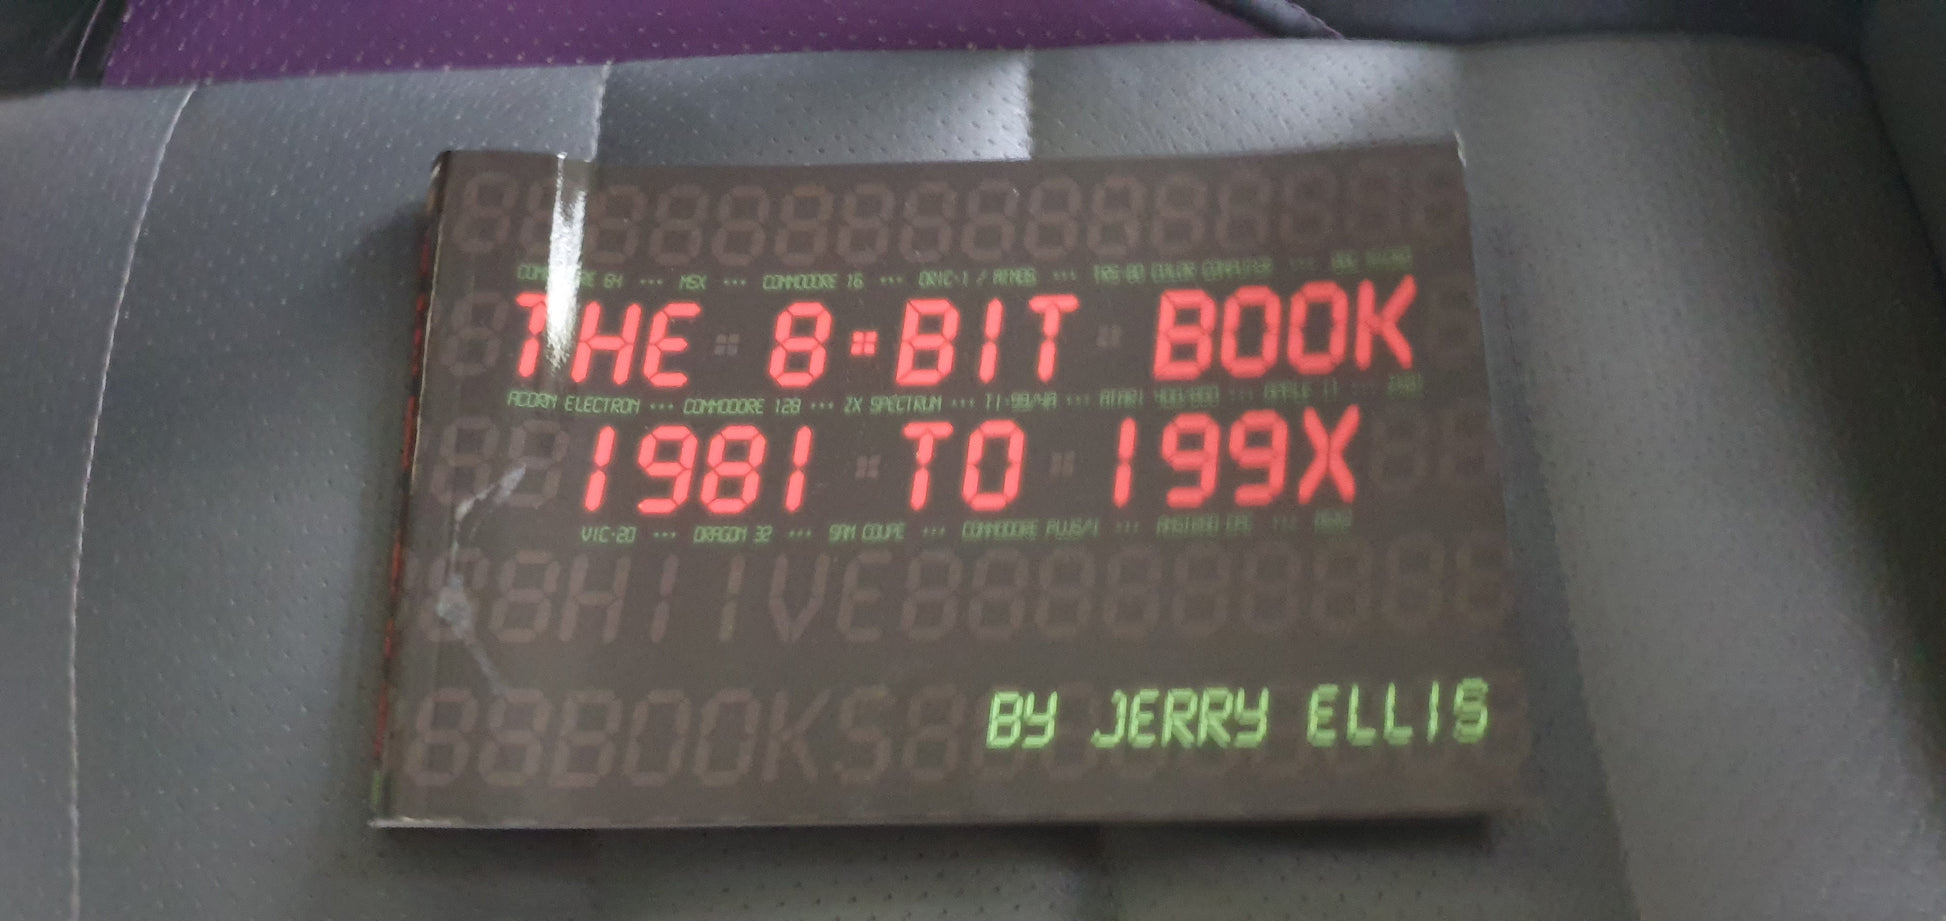 64 ··· MSX ··· COMMODORE 16 ··· ORIC-1 / ATMOS ··· TRS-80 COLOR COMPUTER ···
THE 8-BIT BOOK
ACORN ELECTRON ··· COMMODORE 128 ··· ZX SPECTRUM ··· TI-99/4A ··· ATARI 400/800 ··· APPLE II ··· ZX81
1981 TO 199X
VIC-20 ··· DRAGON 32 ··· SAM COUPE ··· COMMODORE PLUS/4 ··· AMSTRAD CPC ···
HIIVE
BOOKS
BY JERRY ELLIS